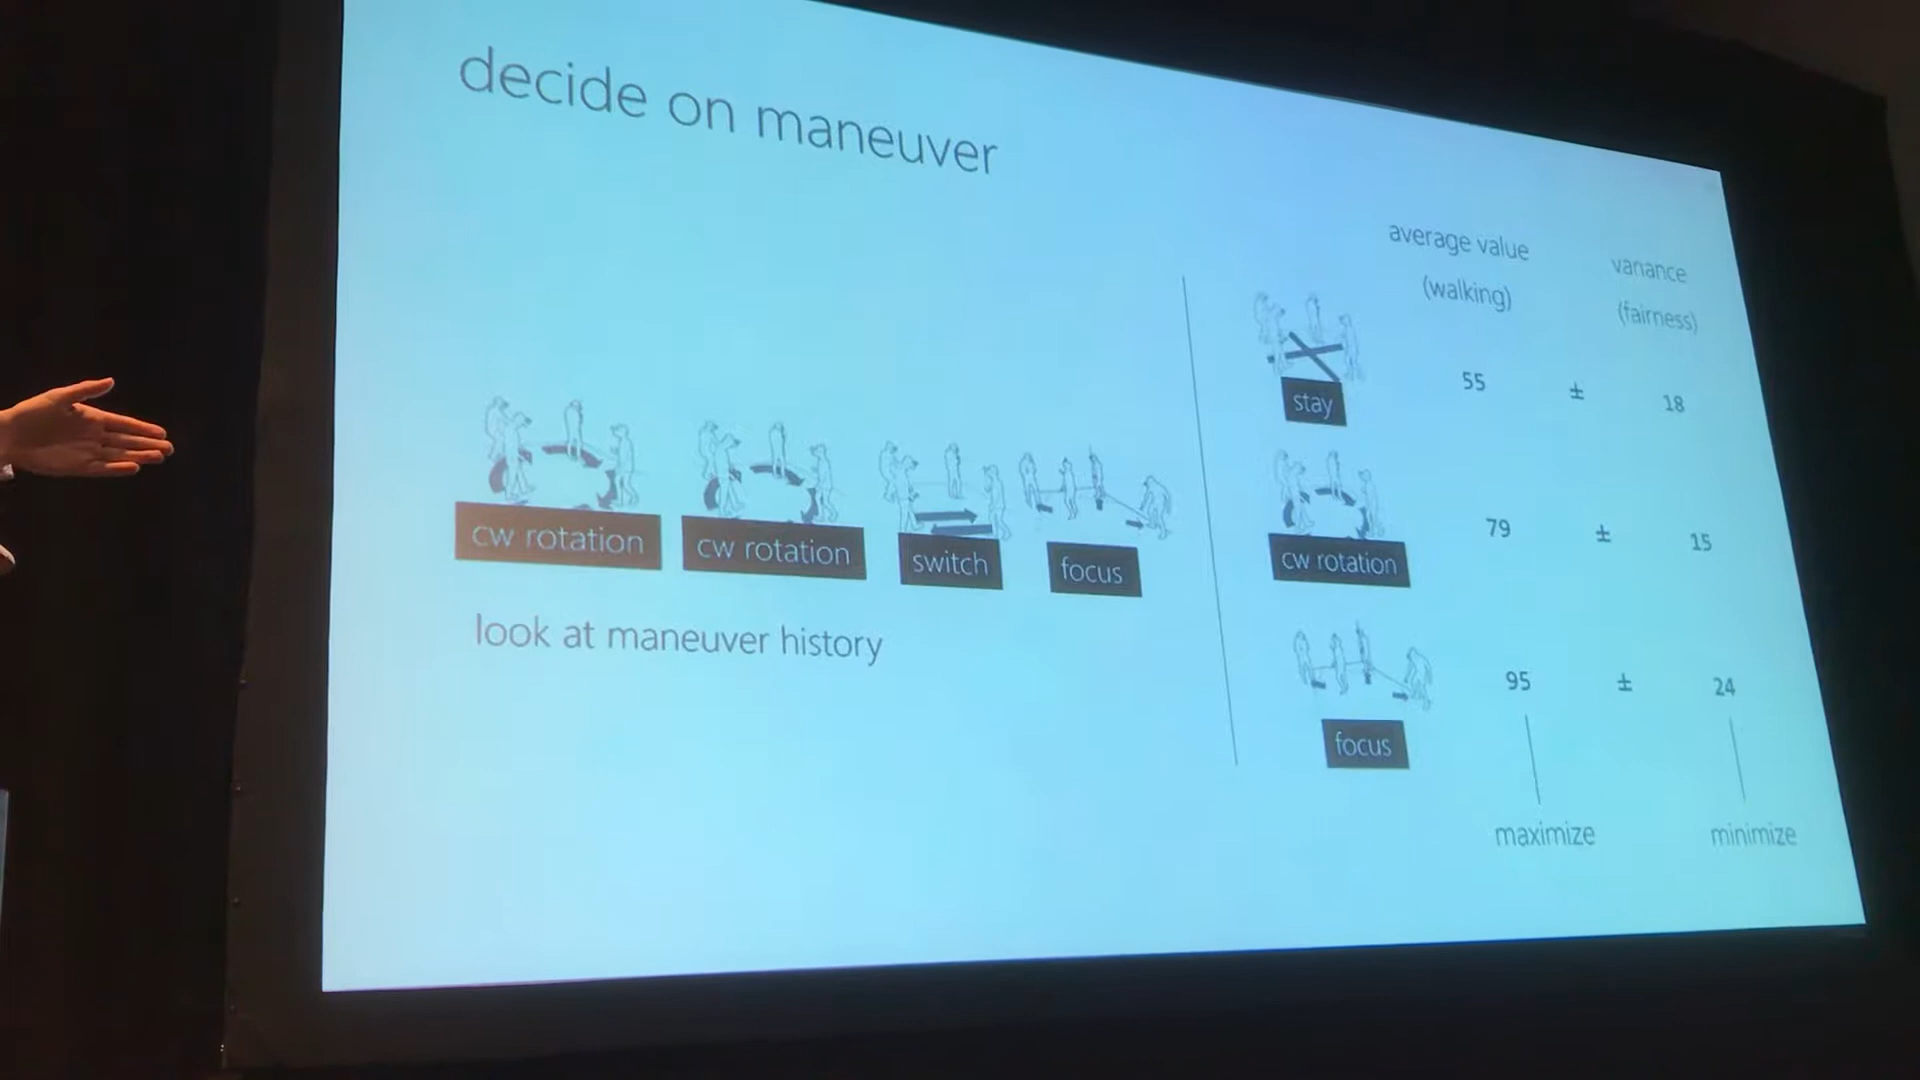 decide on maneuver
cw rotation
cw rotation
switch
focus
look at maneuver history
average value
(walking)
variance
(fairness)
stay
55 ± 18
cw rotation
79 ± 15
focus
95 ± 24
maximize
minimize